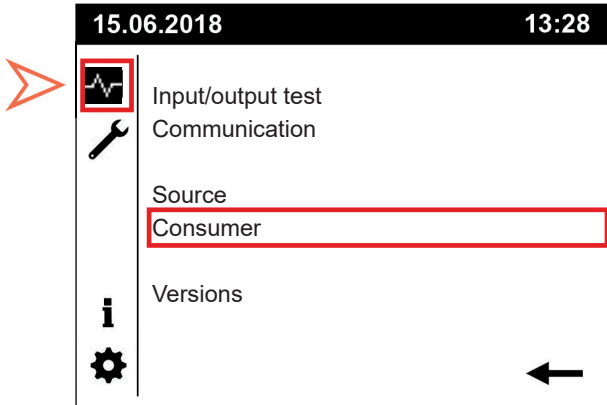 15.06.2018 13:28
Input/output test
Communication
Source
Consumer
Versions